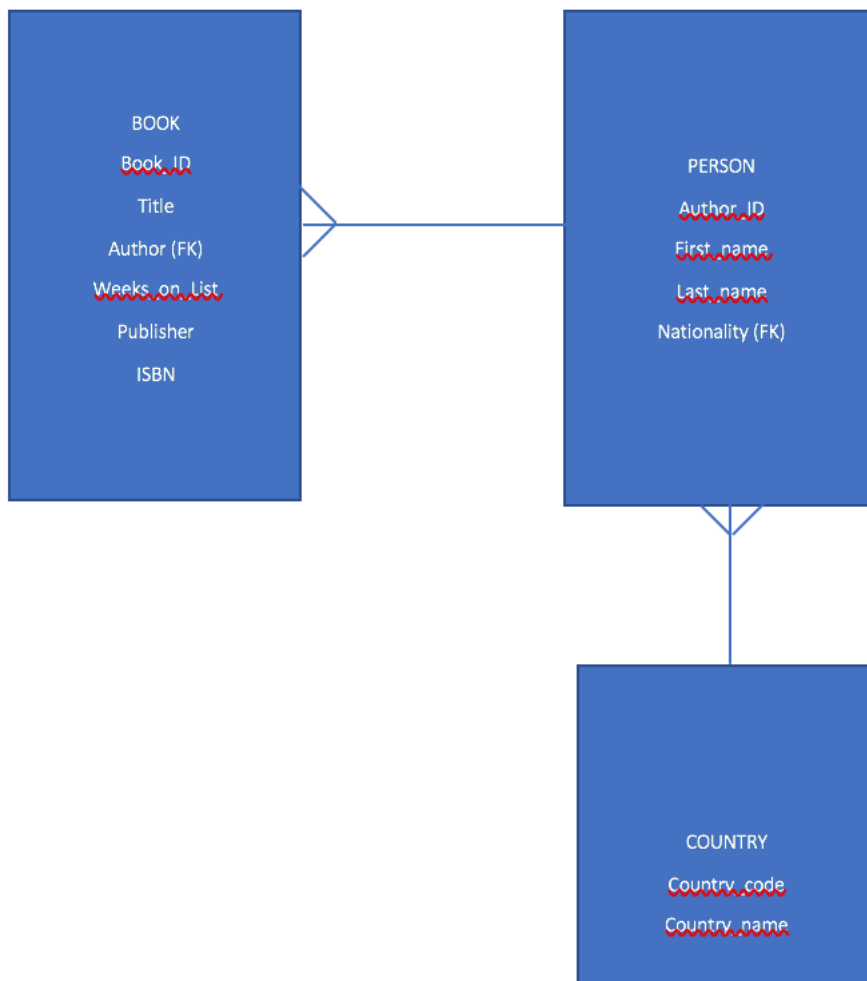 BOOK
Book_ID
Title
Author (FK)
Weeks_on_List
Publisher
ISBN
PERSON
Author_ID
First_name
Last_name
Nationality (FK)
COUNTRY
Country_code
Country_name